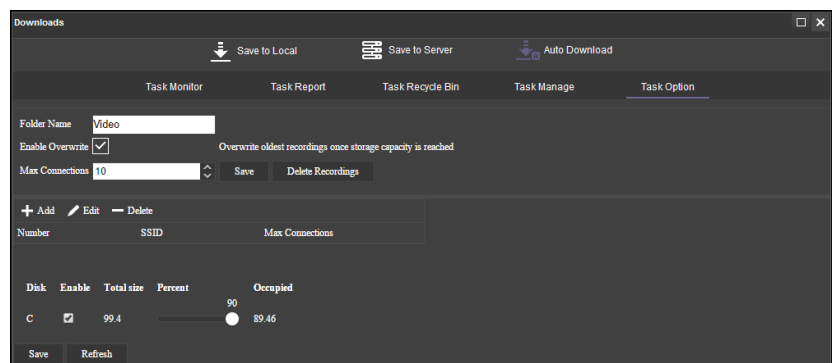 Downloads
Save to Local Save to Server Auto Download
Task Monitor Task Report Task Recycle Bin Task Manage Task Option
Folder Name Video
Enable Overwrite Overwrite oldest recordings once storage capacity is reached
Max Connections 10 Save Delete Recordings
Add Edit Delete
Number SSID Max Connections
Disk Enable Total size Percent Occupied
90
C 99.4 89.46
Save Refresh